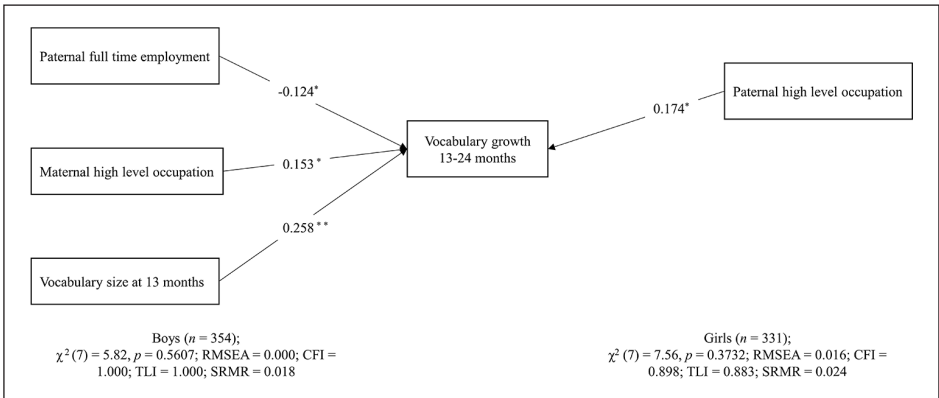 Paternal full time employment
-0.124*
Paternal high level occupation
0.174*
Vocabulary growth
13-24 months
Maternal high level occupation
0.153 *
0.258 **
Vocabulary size at 13 months
Boys (n = 354);
χ² (7) = 5.82, p = 0.5607; RMSEA = 0.000; CFI =
1.000; TLI = 1.000; SRMR = 0.018
Girls (n = 331);
χ² (7) = 7.56, p = 0.3732; RMSEA = 0.016; CFI =
0.898; TLI = 0.883; SRMR = 0.024